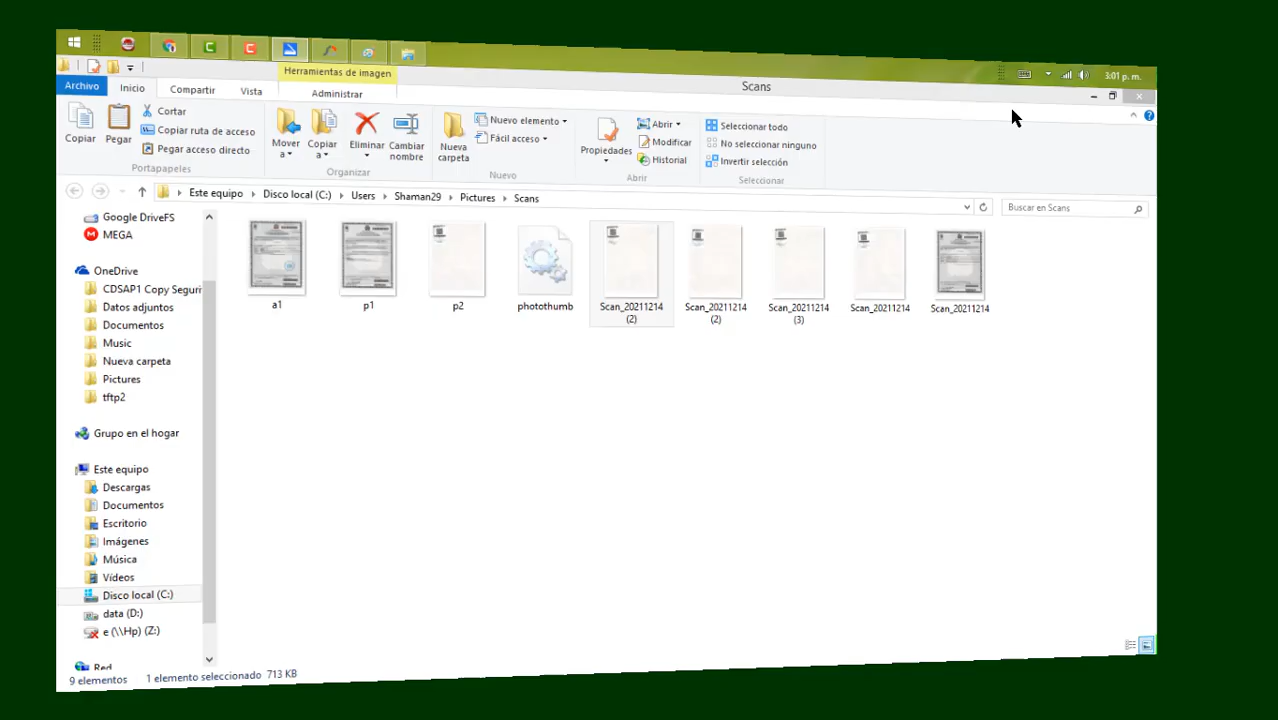 3:01 p. m.
Herramientas de imagen
Scans
Archivo Inicio Compartir Vista Administrar
Copiar
Pegar
Cortar
Copiar ruta de acceso
Pegar acceso directo
Portapapeles
Mover a
Copiar a
Eliminar
Cambiar nombre
Organizar
Nueva carpeta
Nuevo elemento
Fácil acceso
Nuevo
Propiedades
Abrir
Modificar
Historial
Abrir
Seleccionar todo
No seleccionar ninguno
Invertir selección
Seleccionar
Este equipo Disco local (C:) Users Shaman29 Pictures Scans
Buscar en Scans
Google DriveFS
MEGA
OneDrive
CDSAP1 Copy Seguri
Datos adjuntos
Documentos
Music
Nueva carpeta
Pictures
tftp2
Grupo en el hogar
Este equipo
Descargas
Documentos
Escritorio
Imágenes
Música
Vídeos
Disco local (C:)
data (D:)
e (\\Hp) (Z:)
Red
a1
p1
p2
photothumb
Scan_20211214 (2)
Scan_20211214 (2)
Scan_20211214 (3)
Scan_20211214
Scan_20211214
9 elementos 1 elemento seleccionado 713 KB